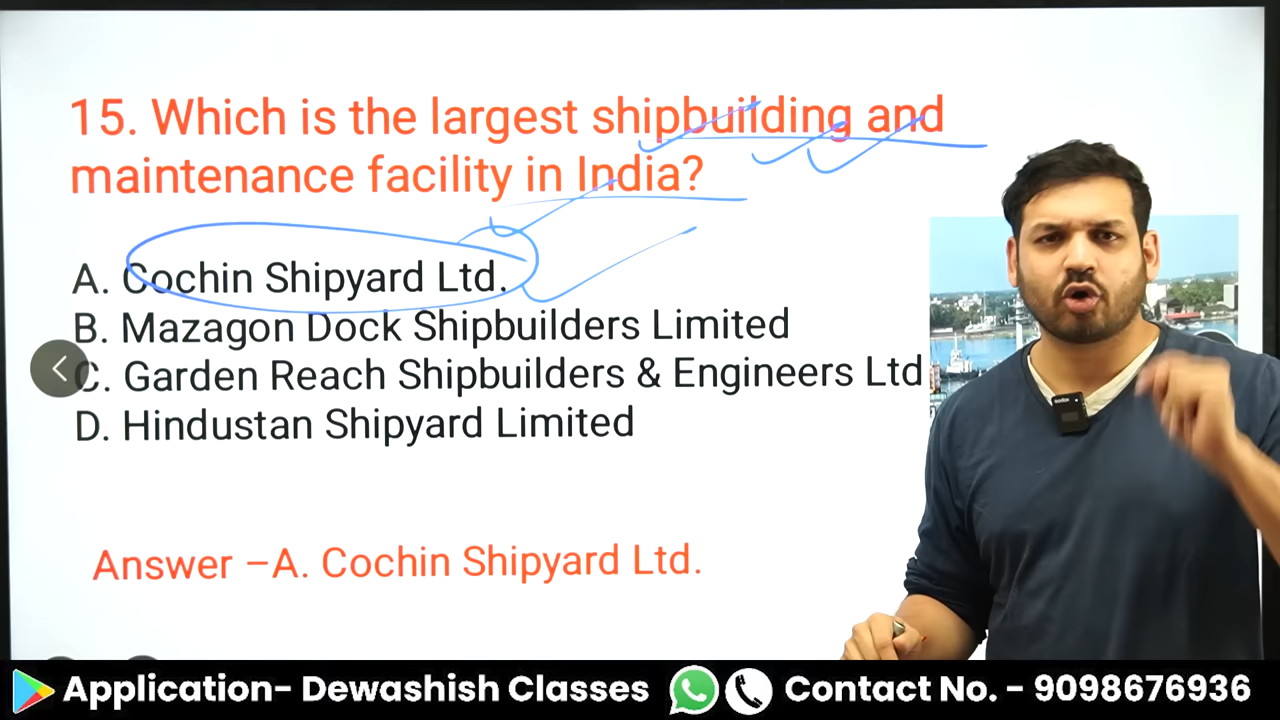 15. Which is the largest shipbuilding and
maintenance facility in India?
A. Cochin Shipyard Ltd.
B. Mazagon Dock Shipbuilders Limited
C. Garden Reach Shipbuilders & Engineers Ltd
D. Hindustan Shipyard Limited
Answer –A. Cochin Shipyard Ltd.
Application- Dewashish Classes Contact No. - 9098676936